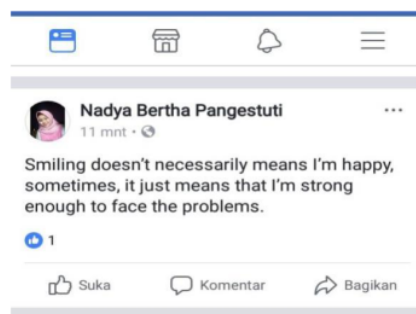 Nadya Bertha Pangestuti
11 mnt •
Smiling doesn't necessarily means I'm happy,
sometimes, it just means that I'm strong
enough to face the problems.
1
Suka Komentar Bagikan